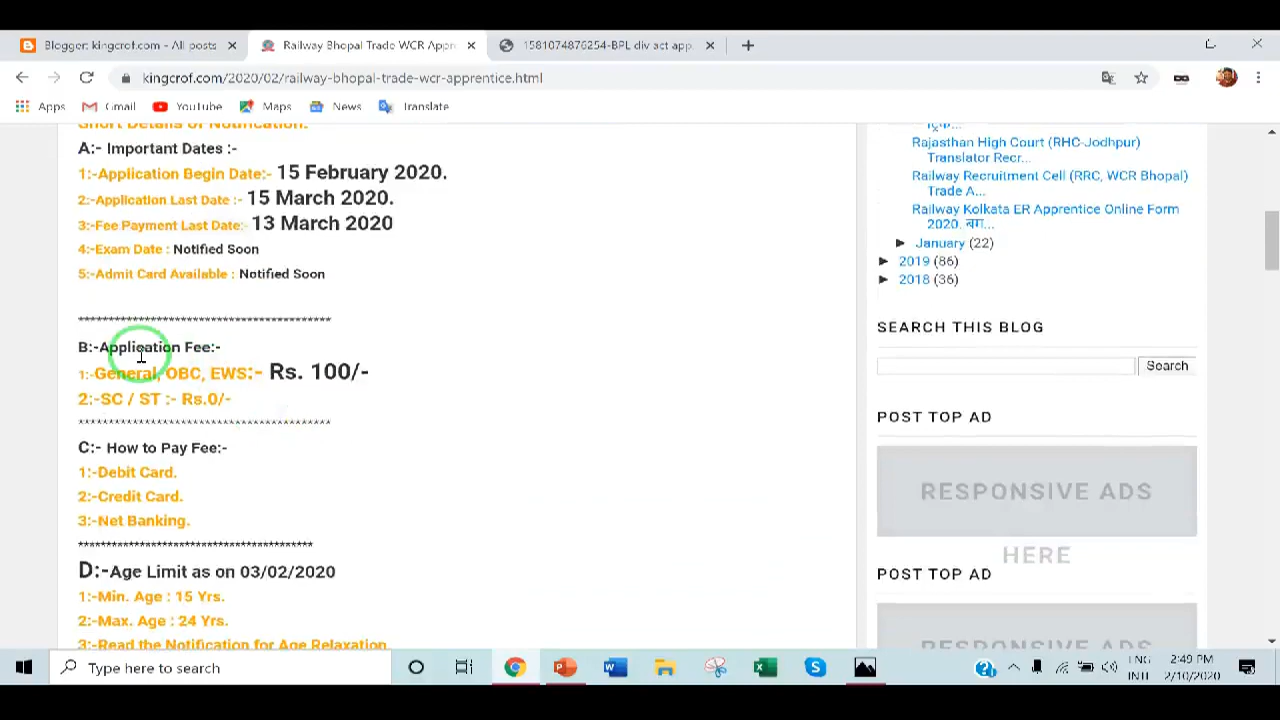 Blogger: kingcrof.com - All posts
Railway Bhopal Trade WCR Appr
1581074876254-BPL div act app.
kingcrof.com/2020/02/railway-bhopal-trade-wcr-apprentice.html
Apps
Gmail
YouTube
Maps
News
Translate
Short Details of Notification:
A:- Important Dates :-
1:-Application Begin Date:- 15 February 2020.
2:-Application Last Date :- 15 March 2020.
3:-Fee Payment Last Date:- 13 March 2020
4:-Exam Date : Notified Soon
5:-Admit Card Available : Notified Soon
*****************************************
B:-Application Fee:-
1:-General, OBC, EWS:- Rs. 100/-
2:-SC / ST :- Rs.0/-
*****************************************
C:- How to Pay Fee:-
1:-Debit Card.
2:-Credit Card.
3:-Net Banking.
**************************************
D:-Age Limit as on 03/02/2020
1:-Min. Age : 15 Yrs.
2:-Max. Age : 24 Yrs.
3:-Read the Notification for Age Relaxation.
Rajasthan High Court (RHC-Jodhpur)
Translator Recr...
Railway Recruitment Cell (RRC, WCR Bhopal)
Trade A...
Railway Kolkata ER Apprentice Online Form
2020. बंगा...
► January (22)
► 2019 (86)
► 2018 (36)
SEARCH THIS BLOG
Search
POST TOP AD
RESPONSIVE ADS
HERE
POST TOP AD
RESPONSIVE ADS
Type here to search
ENG
INTL
2:49 PM
2/10/2020